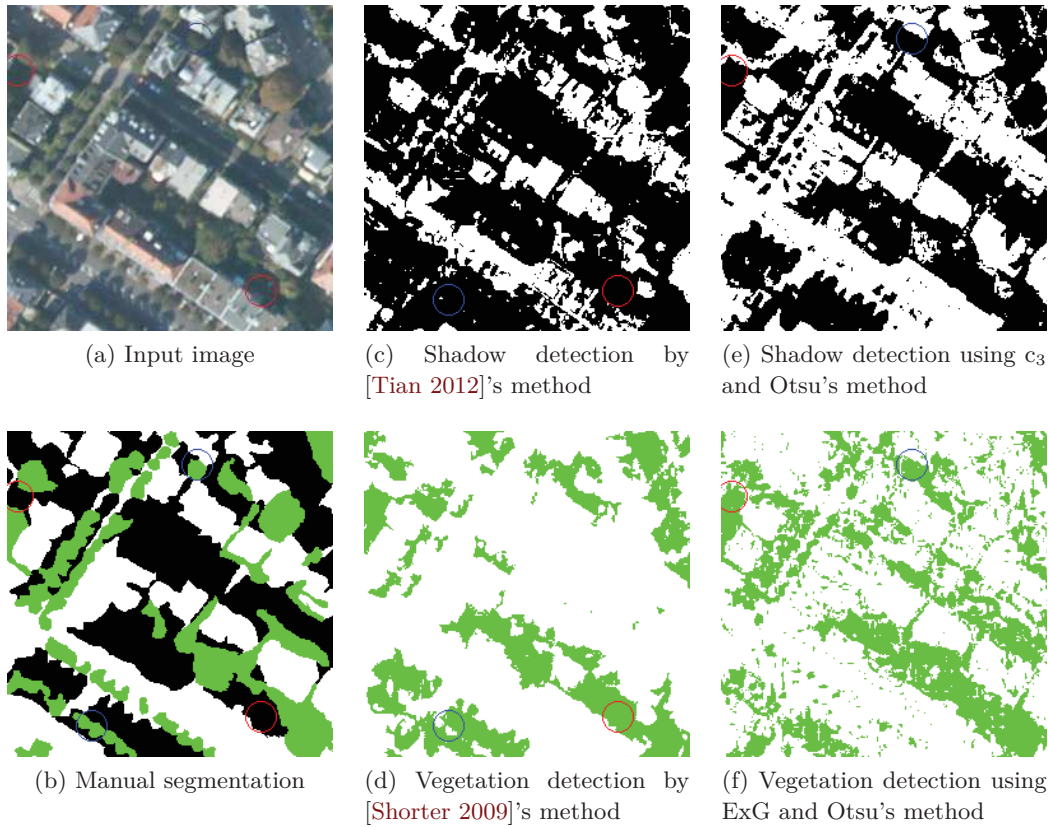 (a) Input image
(c) Shadow detection by
[Tian 2012]'s method
(e) Shadow detection using c₃
and Otsu's method
(b) Manual segmentation
(d) Vegetation detection by
[Shorter 2009]'s method
(f) Vegetation detection using
ExG and Otsu's method